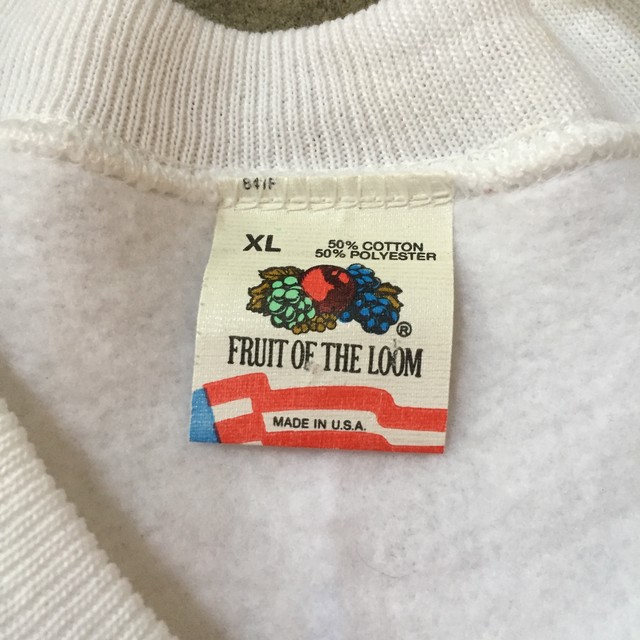 XL
50% COTTON
50% POLYESTER
®
FRUIT OF THE LOOM
MADE IN U.S.A.